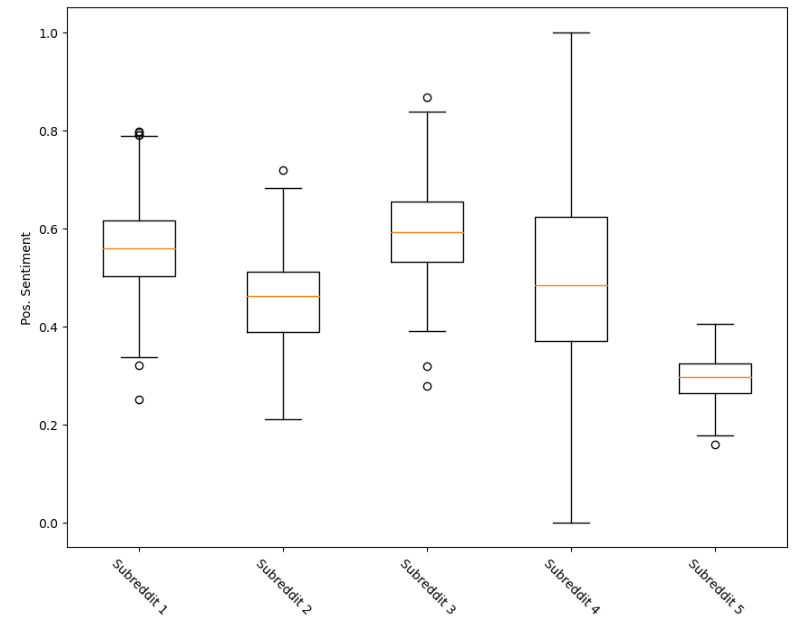 1.0
0.8
0.6
0.4
0.2
0.0
Pos. Sentiment
Subreddit 1
Subreddit 2
Subreddit 3
Subreddit 4
Subreddit 5